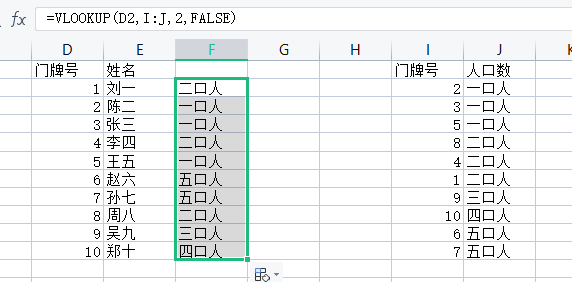 fx =VLOOKUP(D2,I:J,2,FALSE)
D E F G H I J K
门牌号 姓名 门牌号 人口数
1 刘一 二口人 2 一口人
2 陈二 一口人 3 一口人
3 张三 一口人 5 一口人
4 李四 二口人 8 二口人
5 王五 一口人 4 二口人
6 赵六 五口人 1 二口人
7 孙七 五口人 9 三口人
8 周八 二口人 10 四口人
9 吴九 三口人 6 五口人
10 郑十 四口人 7 五口人